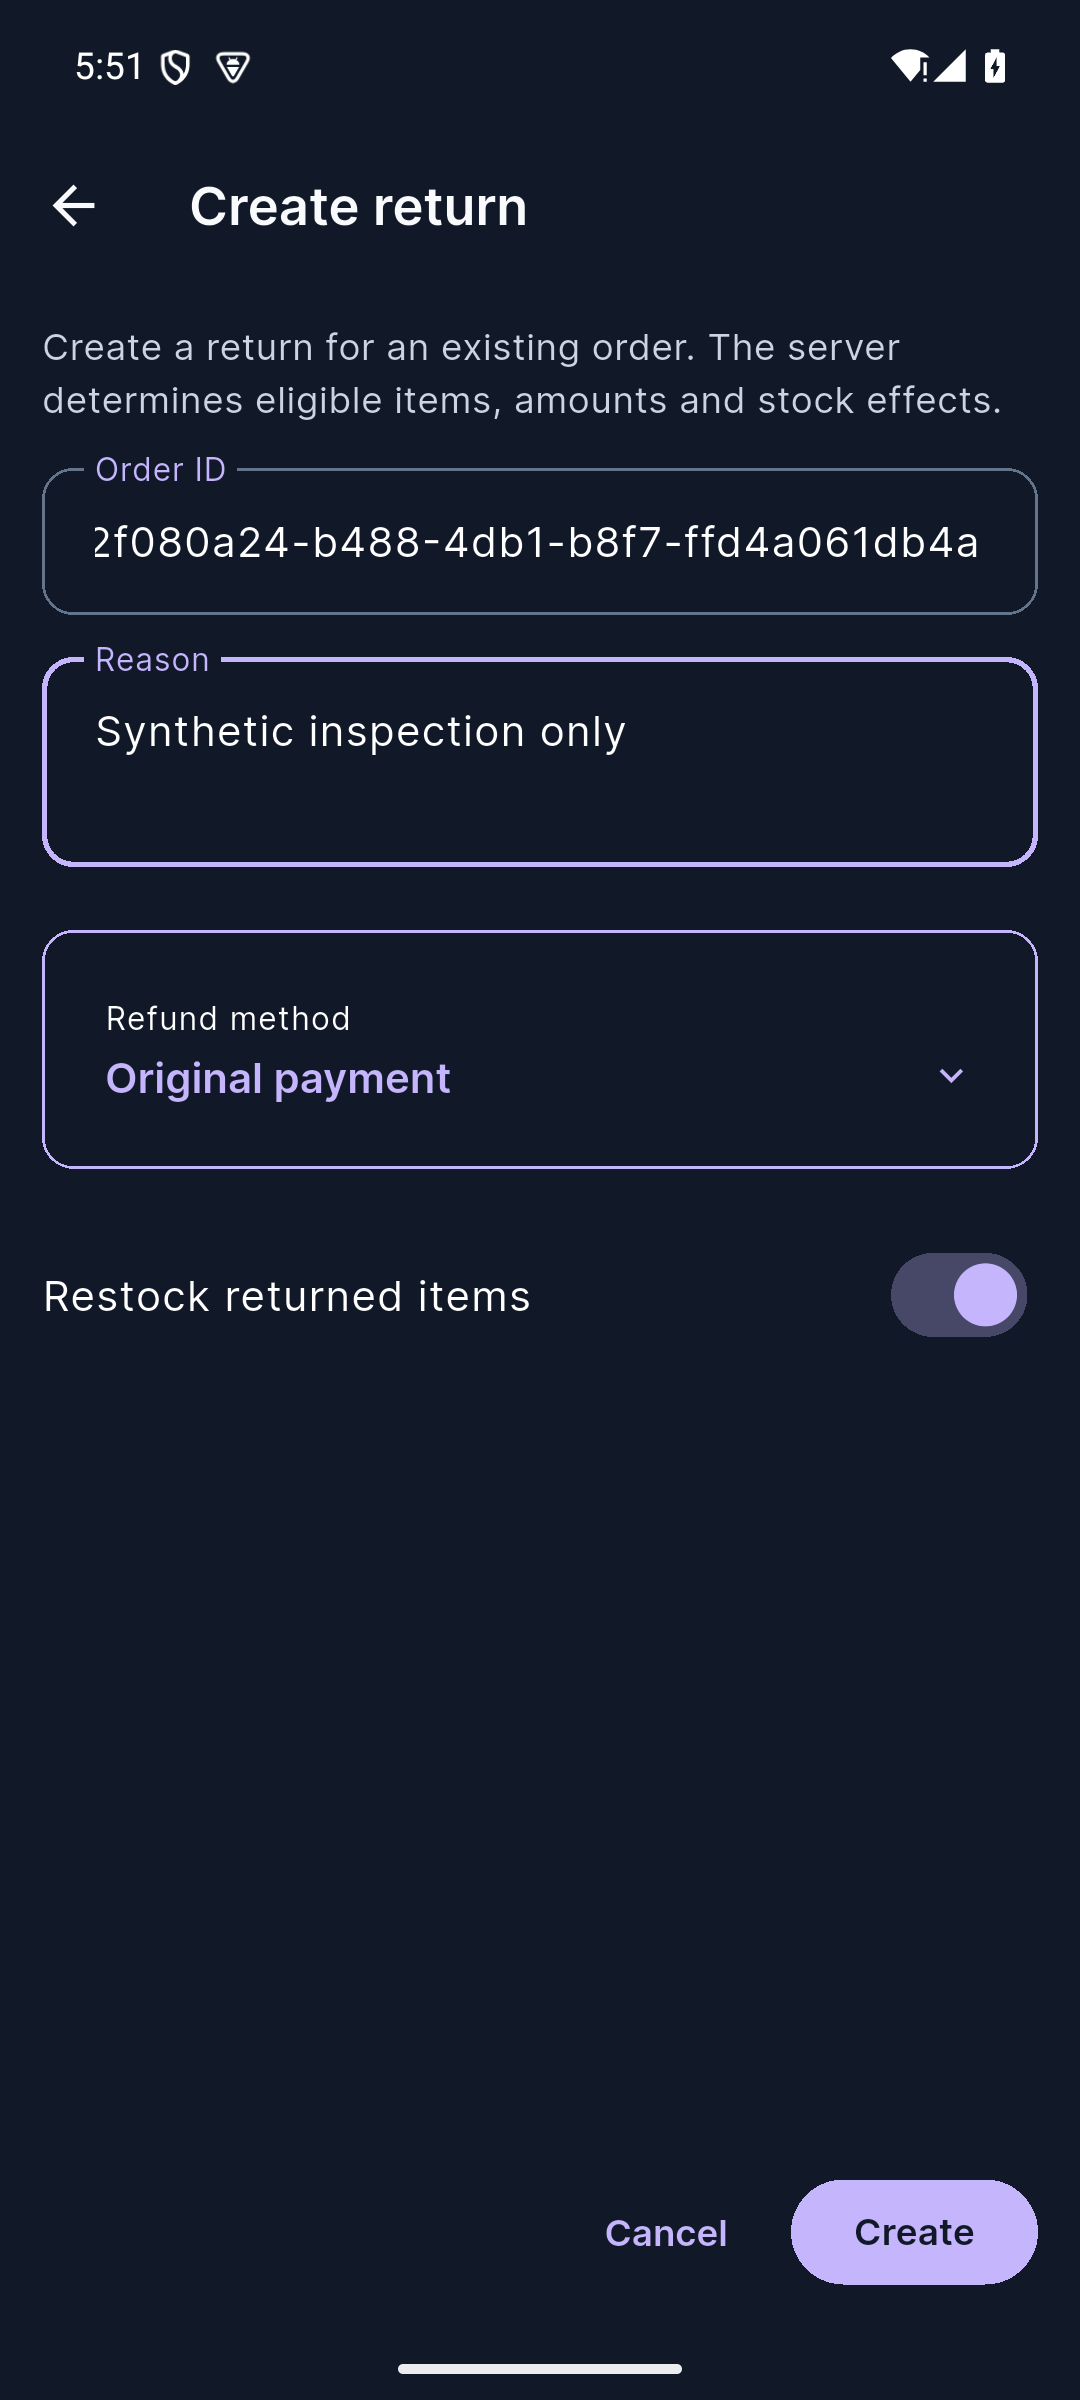 5:51
Create return
Create a return for an existing order. The server
determines eligible items, amounts and stock effects.
Order ID
2f080a24-b488-4db1-b8f7-ffd4a061db4a
Reason
Synthetic inspection only
Refund method
Original payment
Restock returned items
Cancel
Create